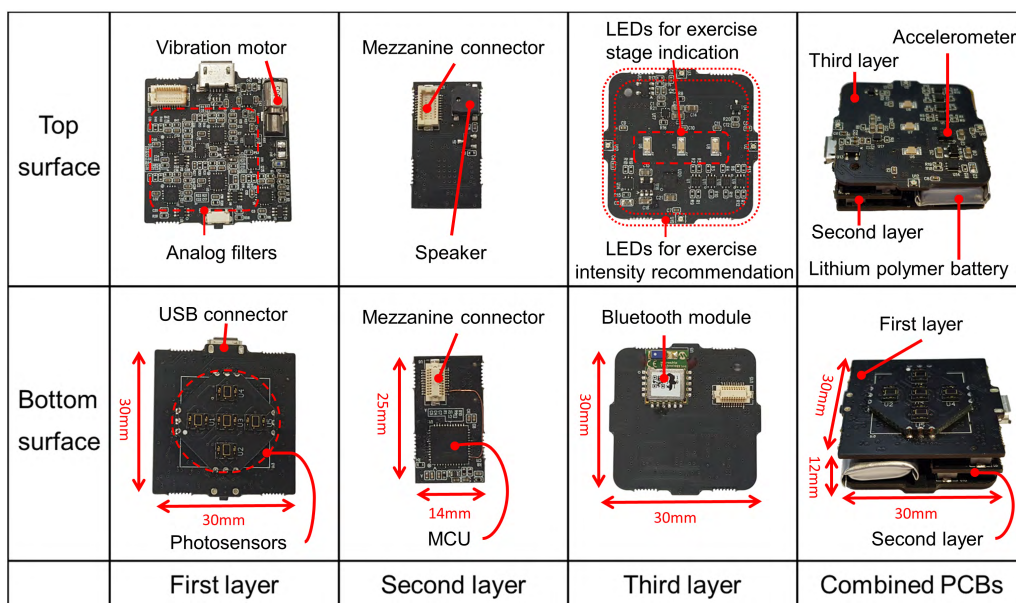 Top
surface
Vibration motor
Analog filters
Mezzanine connector
Speaker
LEDs for exercise
stage indication
LEDs for exercise
intensity recommendation
Third layer
Accelerometer
Second layer
Lithium polymer battery
Bottom
surface
USB connector
30mm
30mm
Photosensors
Mezzanine connector
25mm
14mm
MCU
Bluetooth module
30mm
30mm
First layer
30mm
12mm
30mm
Second layer
First layer
Second layer
Third layer
Combined PCBs